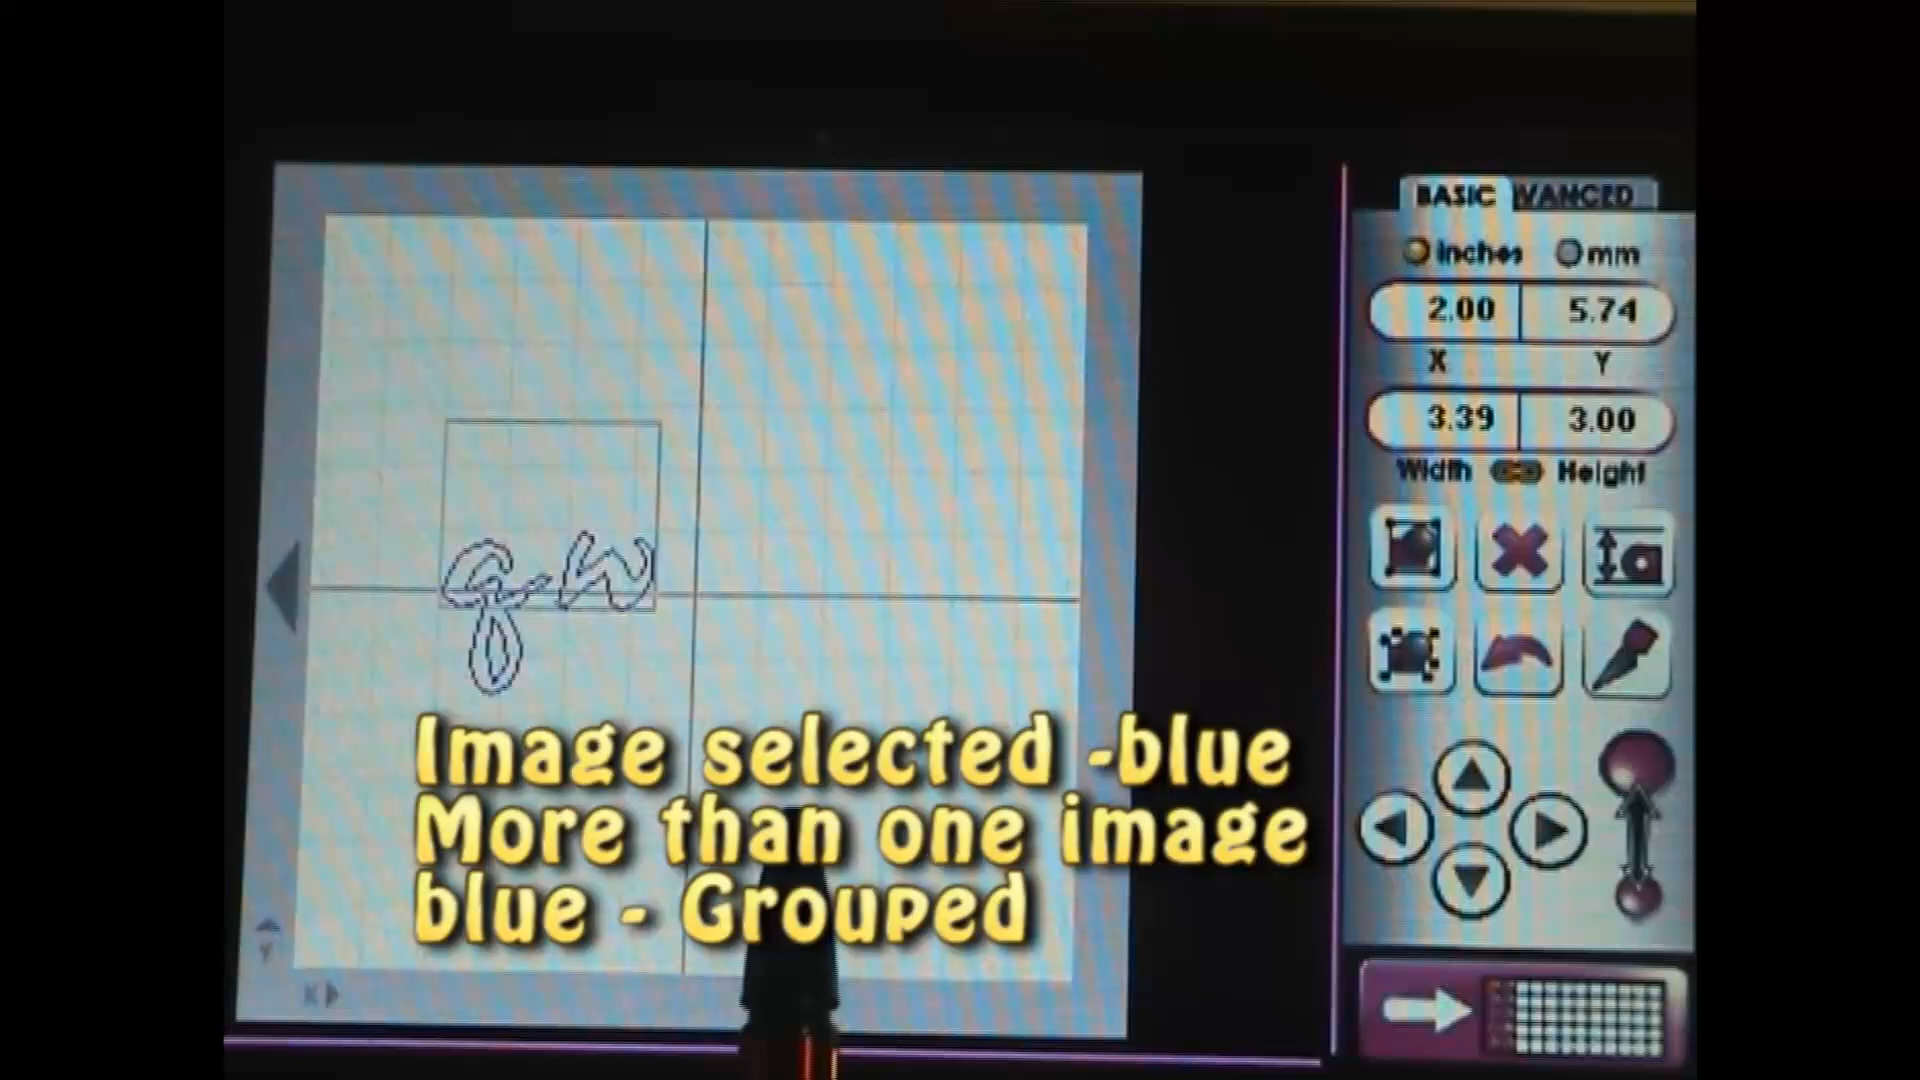 BASIC VANCED
inches mm
2.00 5.74
X Y
3.39 3.00
Width Height
Image selected -blue
More than one image
blue - Grouped